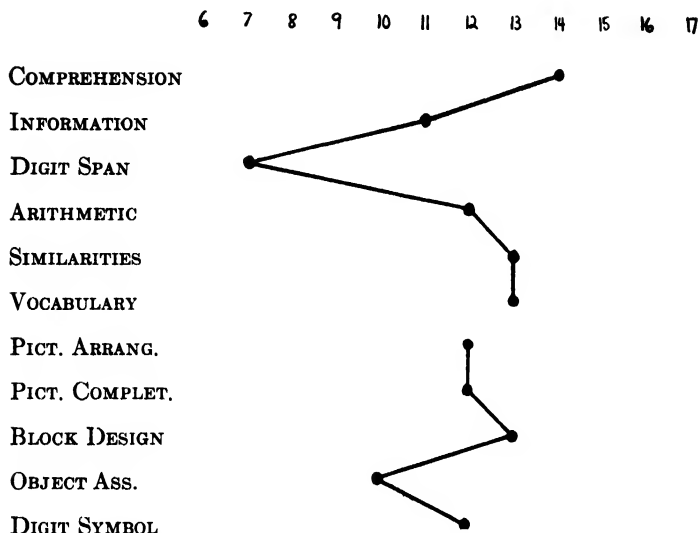 6 7 8 9 10 11 12 13 14 15 16 17
COMPREHENSION
INFORMATION
DIGIT SPAN
ARITHMETIC
SIMILARITIES
VOCABULARY
PICT. ARRANG.
PICT. COMPLET.
BLOCK DESIGN
OBJECT ASS.
DIGIT SYMBOL